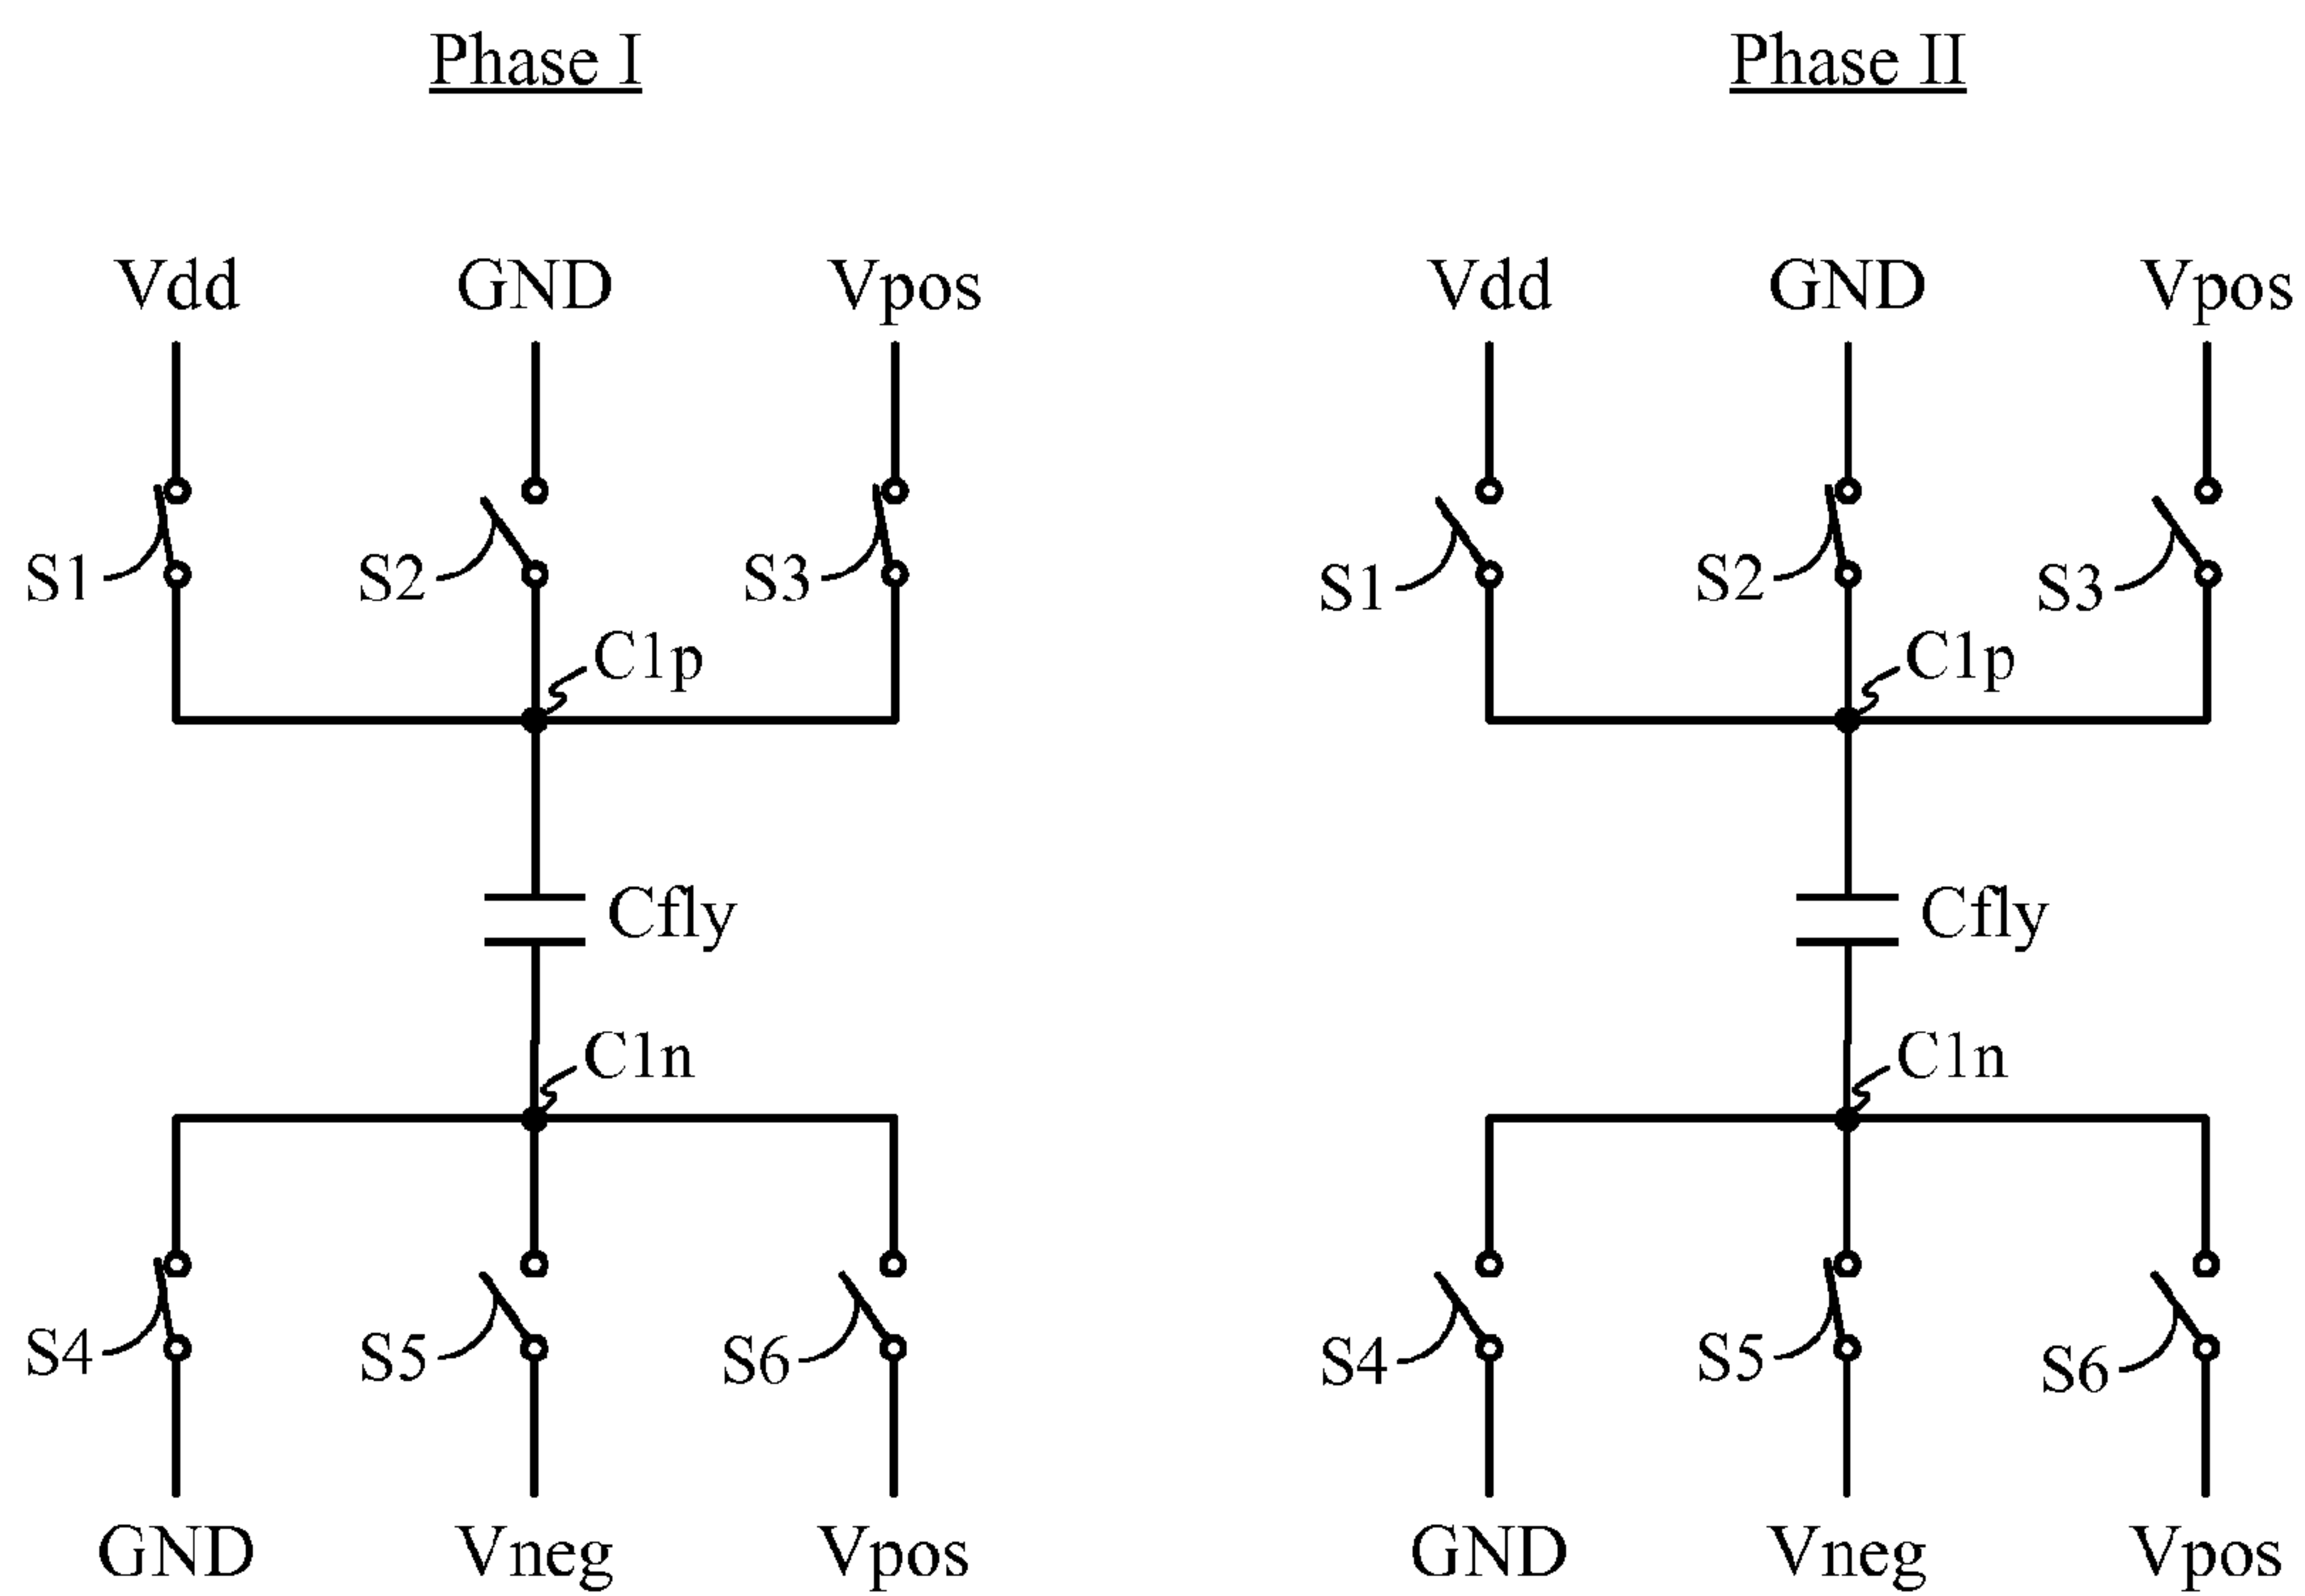 Phase I Phase II
Vdd GND Vpos Vdd GND Vpos
S1 S2 S3 S1 S2 S3
C1p C1p
Cfly Cfly
C1n C1n
S4 S5 S6 S4 S5 S6
GND Vneg Vpos GND Vneg Vpos